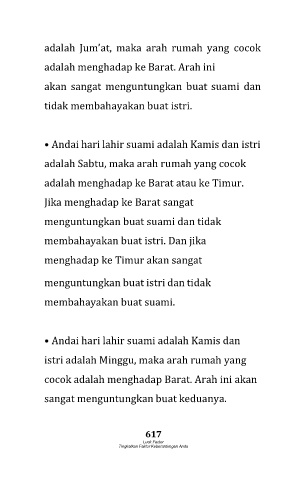 adalah Jum'at, maka arah rumah yang cocok
adalah menghadap ke Barat. Arah ini
akan sangat menguntungkan buat suami dan
tidak membahayakan buat istri.
• Andai hari lahir suami adalah Kamis dan istri
adalah Sabtu, maka arah rumah yang cocok
adalah menghadap ke Barat atau ke Timur.
Jika menghadap ke Barat sangat
menguntungkan buat suami dan tidak
membahayakan buat istri. Dan jika
menghadap ke Timur akan sangat
menguntungkan buat istri dan tidak
membahayakan buat suami.
• Andai hari lahir suami adalah Kamis dan
istri adalah Minggu, maka arah rumah yang
cocok adalah menghadap Barat. Arah ini akan
sangat menguntungkan buat keduanya.
617
Luck Factor
Tingkatkan Faktor Keberuntungan Anda